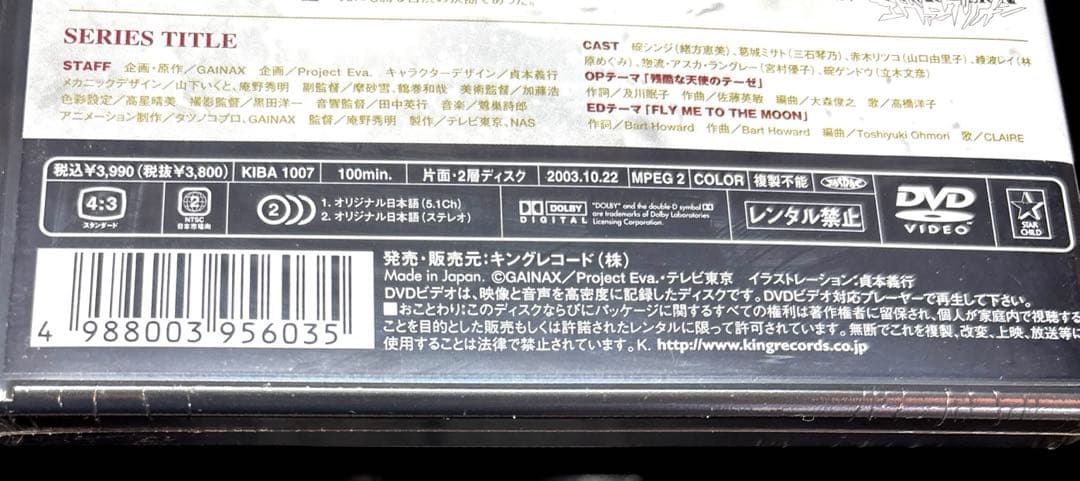 SERIES TITLE
STAFF 企画・原作/GAINAX 企画/Project Eva. キャラクターデザイン/貞本義行
メカニックデザイン/山下いくと、庵野秀明 副監督/摩砂雪、鶴巻和哉 美術監督/加藤浩
色彩設定/高星晴美 撮影監督/黒田洋一 音響監督/田中英行 音楽/鷺巣詩郎
アニメーション制作/タツノコプロ、GAINAX 監督/庵野秀明 製作/テレビ東京、NAS
CAST 碇シンジ(緒方恵美)、葛城ミサト(三石琴乃)、赤木リツコ(山口由里子)、綾波レイ(林
原めぐみ)、惣流・アスカ・ラングレー(宮村優子)、碇ゲンドウ(立木文彦)
OPテーマ「残酷な天使のテーゼ」
作詞/及川眠子 作曲/佐藤英敏 編曲/大森俊之 歌/高橋洋子
EDテーマ「FLY ME TO THE MOON」
作詞/Bart Howard 作曲/Bart Howard 編曲/Toshiyuki Ohmori 歌/CLAIRE
税込¥3,990(税抜¥3,800) KIBA 1007 100min. 片面・2層ディスク 2003.10.22 MPEG 2 COLOR 複製不能
4:3
スタンダード
2
NTSC
日本市場向
2
1. オリジナル日本語(5.1Ch)
2. オリジナル日本語(ステレオ)
DOLBY
DIGITAL
"DOLBY" and the double-D symbol
are trademarks of Dolby Laboratories
Licensing Corporation.
レンタル禁止
DVD
VIDEO
STAR
CHILD
4 988003 956035
発売・販売元:キングレコード(株)
Made in Japan. ©GAINAX/Project Eva.・テレビ東京 イラストレーション:貞本義行
DVDビデオは、映像と音声を高密度に記録したディスクです。DVDビデオ対応プレーヤーで再生して下さい。
■おことわり:このディスクならびにパッケージに関するすべての権利は著作権者に留保され、個人が家庭内で視聴する
ことを目的とした販売もしくは許諾されたレンタルに限って許可されています。無断でこれを複製、改変、上映、放送等に
使用することは法律で禁止されています。K. http://www.kingrecords.co.jp